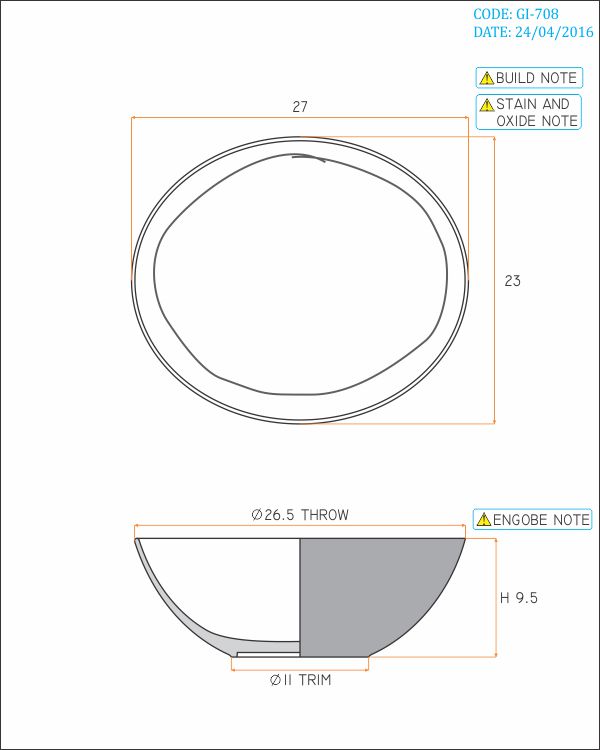 CODE: GI-708
DATE: 24/04/2016
BUILD NOTE
STAIN AND
OXIDE NOTE
27
23
Ø26.5 THROW
ENGOBE NOTE
H 9.5
Ø11 TRIM